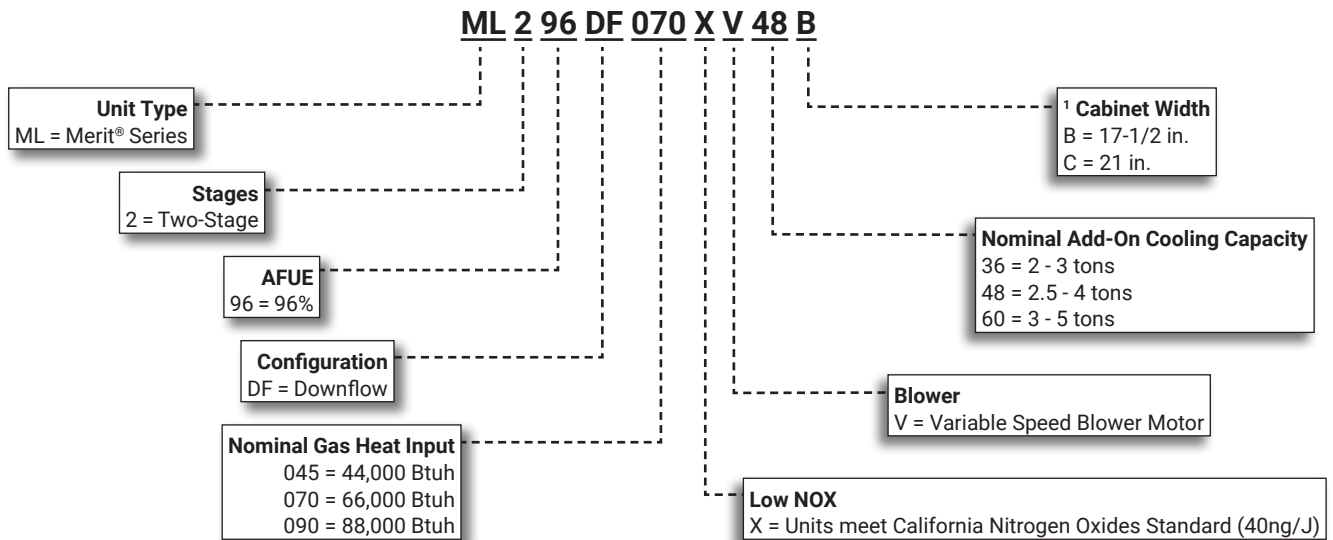 ML 2 96 DF 070 X V 48 B
Unit Type
ML = Merit® Series
Stages
2 = Two-Stage
AFUE
96 = 96%
Configuration
DF = Downflow
Nominal Gas Heat Input
045 = 44,000 Btuh
070 = 66,000 Btuh
090 = 88,000 Btuh
¹ Cabinet Width
B = 17-1/2 in.
C = 21 in.
Nominal Add-On Cooling Capacity
36 = 2 - 3 tons
48 = 2.5 - 4 tons
60 = 3 - 5 tons
Blower
V = Variable Speed Blower Motor
Low NOX
X = Units meet California Nitrogen Oxides Standard (40ng/J)